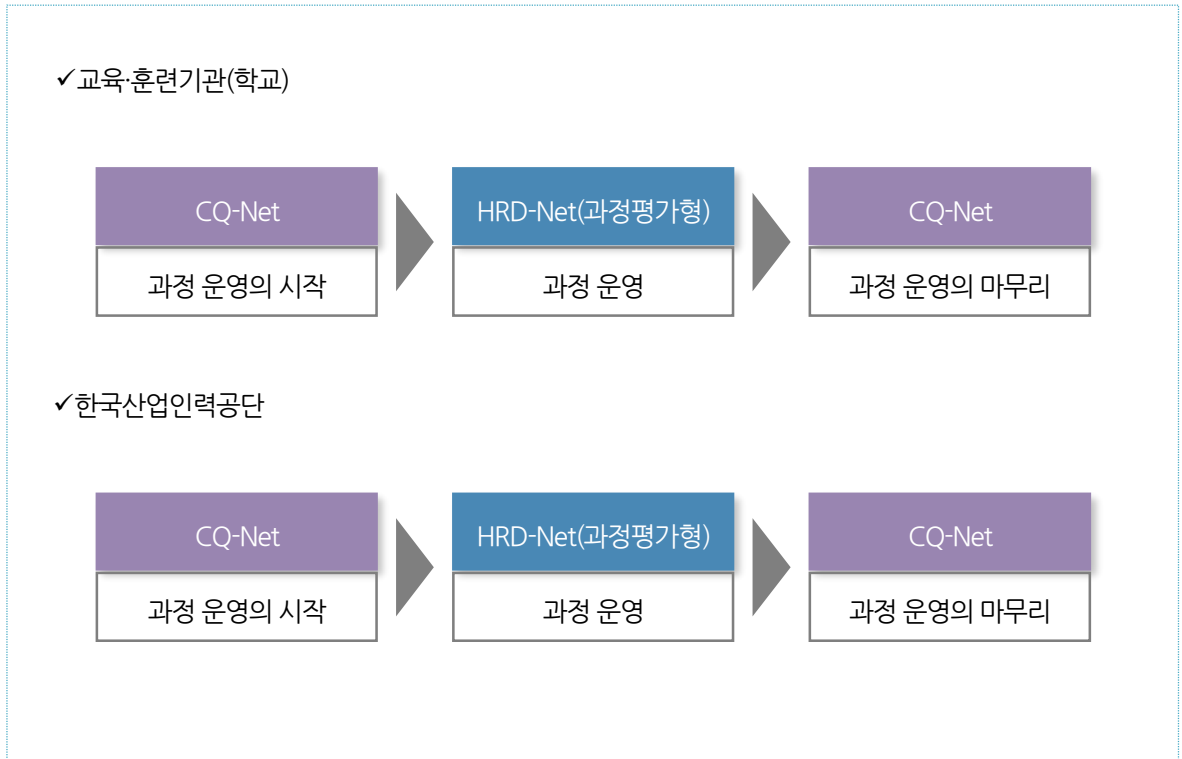 ✓교육·훈련기관(학교)
CQ-Net
HRD-Net(과정평가형)
CQ-Net
과정 운영의 시작
과정 운영
과정 운영의 마무리
✓한국산업인력공단
CQ-Net
HRD-Net(과정평가형)
CQ-Net
과정 운영의 시작
과정 운영
과정 운영의 마무리